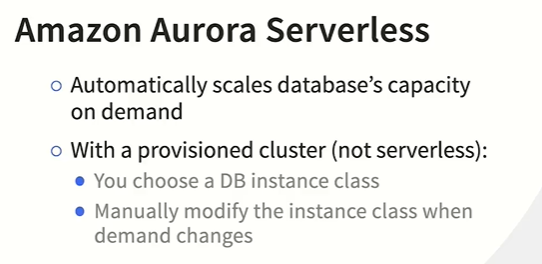 Amazon Aurora Serverless
Automatically scales database's capacity
on demand
With a provisioned cluster (not serverless):
You choose a DB instance class
Manually modify the instance class when
demand changes